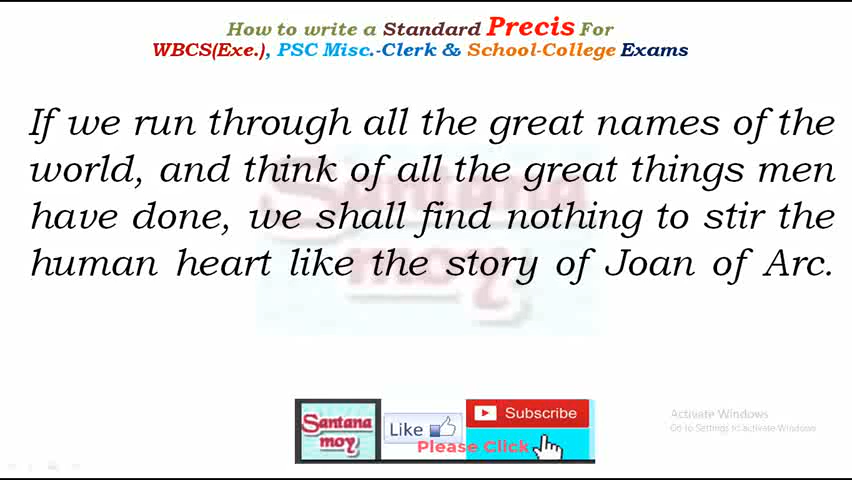 How to write a Standard Precis For
WBCS(Exe.), PSC Misc.-Clerk & School-College Exams
If we run through all the great names of the
world, and think of all the great things men
have done, we shall find nothing to stir the
human heart like the story of Joan of Arc.
Santana
moy
Santana
moy
Like
Subscribe
Please Click
Activate Windows
Go to Settings to activate Windows